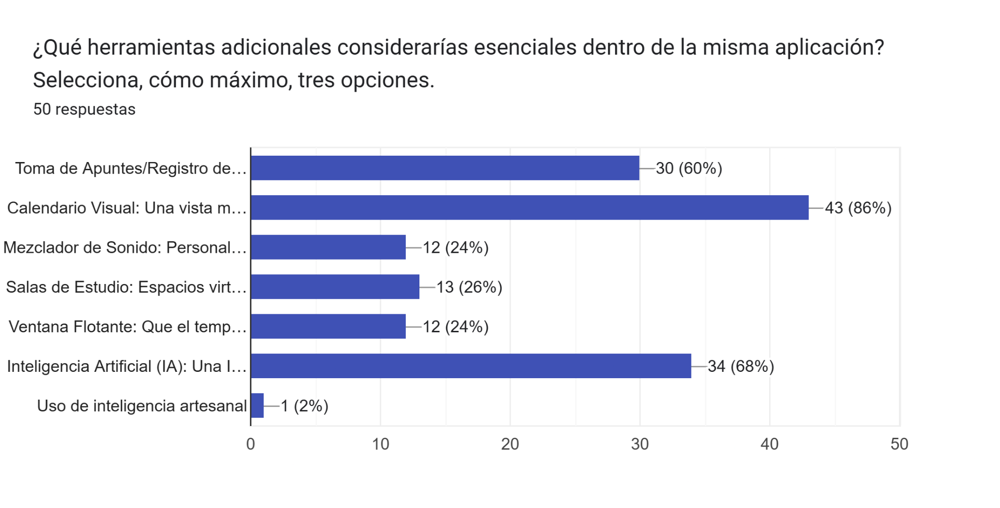 ¿Qué herramientas adicionales considerarías esenciales dentro de la misma aplicación?
Selecciona, cómo máximo, tres opciones.
50 respuestas
Toma de Apuntes/Registro de… 30 (60%)
Calendario Visual: Una vista m… 43 (86%)
Mezclador de Sonido: Personal… 12 (24%)
Salas de Estudio: Espacios virt… 13 (26%)
Ventana Flotante: Que el temp… 12 (24%)
Inteligencia Artificial (IA): Una I… 34 (68%)
Uso de inteligencia artesanal 1 (2%)
0 10 20 30 40 50